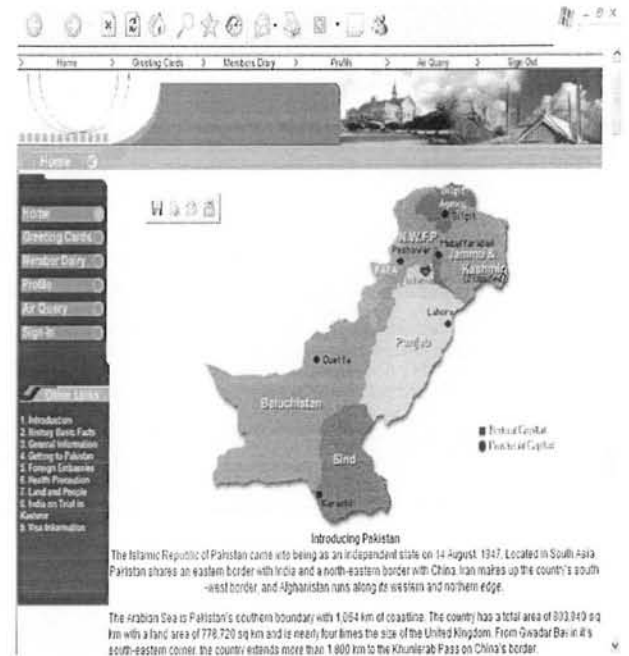 > Home > Greeting Cards > Members Diary > Profils > Air Query > Sign Out
Home
Home
Greeting Cards
Member Dairy
Profile
Air Query
Sign-In
Other Links
1. Introduction
2. History Basic Facts
3. General Information
4. Getting to Pakistan
5. Foreign Embassies
6. Health Precaution
7. Land and People
8. India on Trial in
Kashmir
9. Visa Information
Gilgit
Agency
Gilgit
N.W.F.P
Peshawar
Muzaffarabad
Jammu &
Kashmir
(Disputed)
FATA
Islamabad
Lahore
Punjab
Quetta
Baluchistan
Sind
Karachi
Federal Capital
Provincial Capital
Introducing Pakistan
The Islamic Republic of Pakistan came into being as an independent state on 14 August, 1947. Located in South Asia,
Pakistan shares an eastern border with India and a north-eastern border with China. Iran makes up the country's south
-west border, and Afghanistan runs along its western and northern edge.
The Arabian Sea is Pakistan's southern boundary with 1,064 km of coastline. The country has a total area of 803,940 sq
km with a land area of 778,720 sq km and is nearly four times the size of the United Kingdom. From Gwadar Bay in it's
south-eastern corner, the country extends more than 1,800 km to the Khunjerab Pass on China's border.